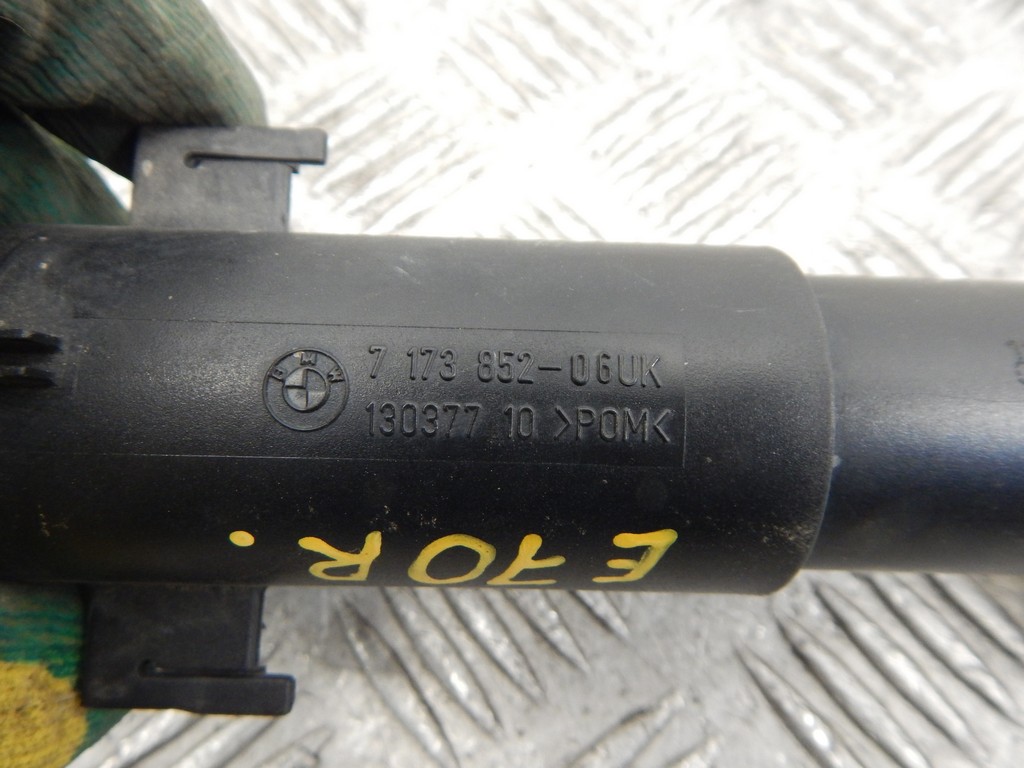 BMW
7 173 852-06UK
130377 10 >POM<
E70R.